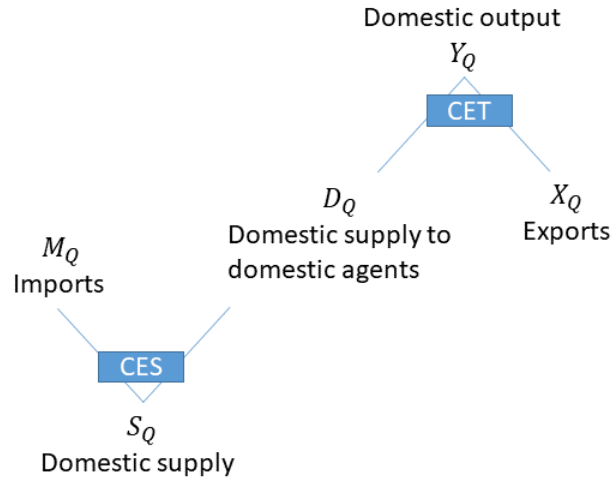 Domestic output
Y_Q
CET
D_Q
Domestic supply to
domestic agents
X_Q
Exports
M_Q
Imports
CES
S_Q
Domestic supply